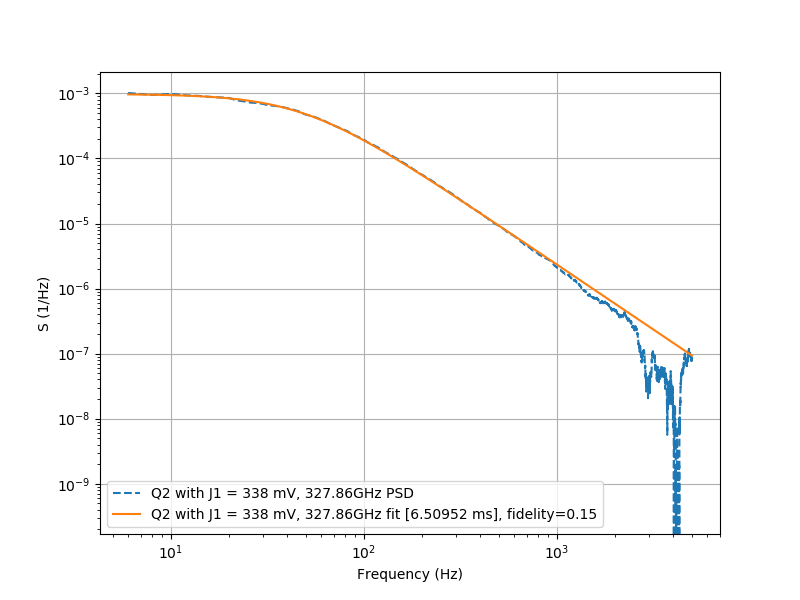 10⁻³
10⁻⁴
10⁻⁵
10⁻⁶
10⁻⁷
10⁻⁸
10⁻⁹
S (1/Hz)
Q2 with J1 = 338 mV, 327.86GHz PSD
Q2 with J1 = 338 mV, 327.86GHz fit [6.50952 ms], fidelity=0.15
10¹ 10² 10³
Frequency (Hz)